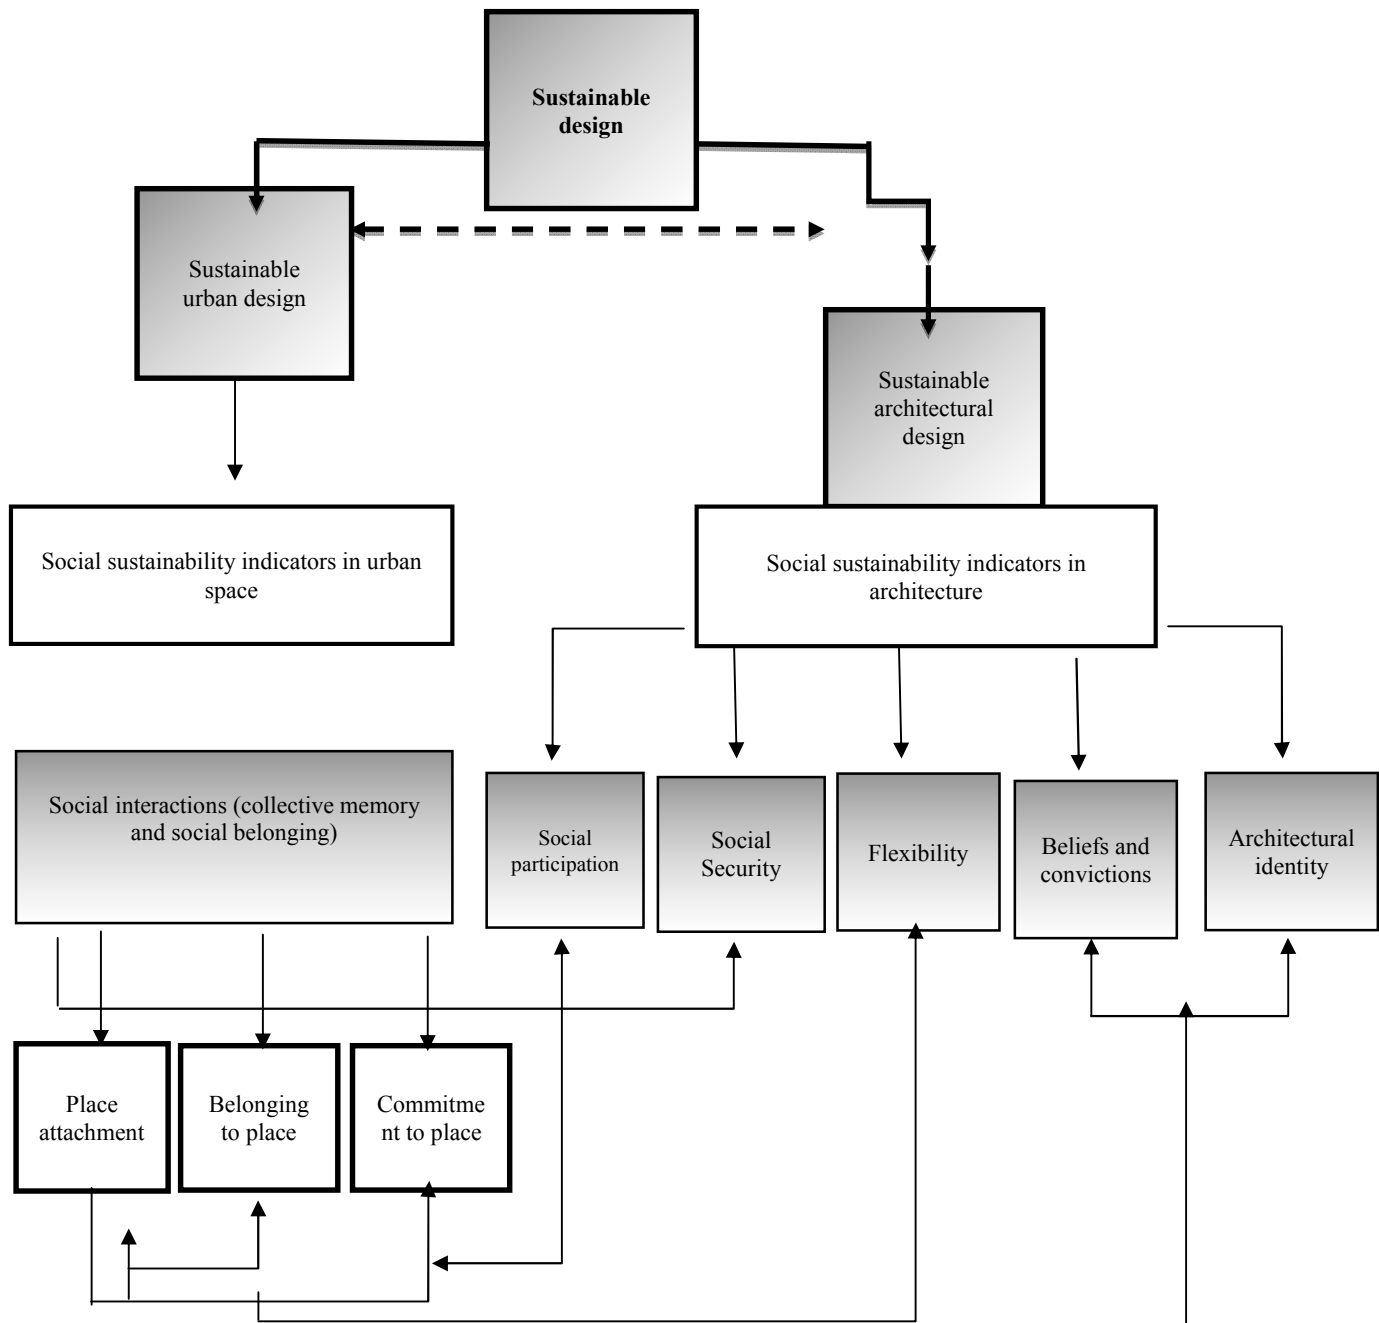 Sustainable
design
Sustainable
urban design
Sustainable
architectural
design
Social sustainability indicators in urban
space
Social sustainability indicators in
architecture
Social interactions (collective memory
and social belonging)
Social
participation
Social
Security
Flexibility
Beliefs and
convictions
Architectural
identity
Place
attachment
Belonging
to place
Commitme
nt to place